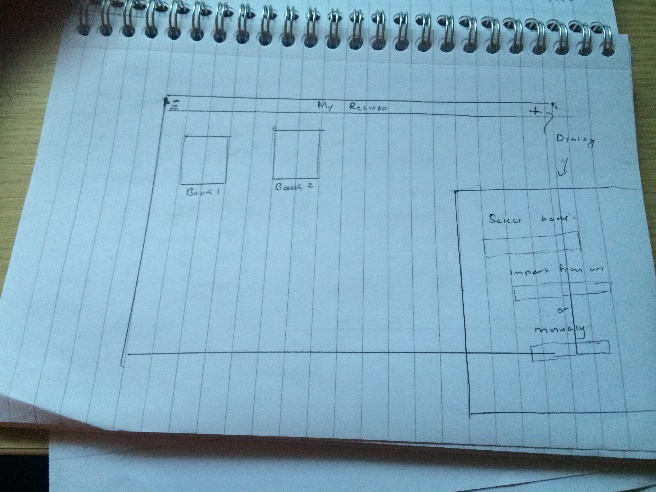 My Recipes
+
Dialog
Book 1
Book 2
Select book.
Import from url
or
manually